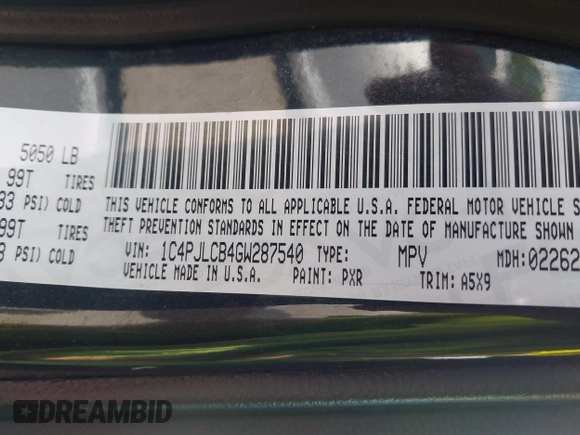 5050 LB
99T TIRES
33 PSI) COLD
99T TIRES
PSI) COLD
THIS VEHICLE CONFORMS TO ALL APPLICABLE U.S.A. FEDERAL MOTOR VEHICLE S
THEFT PREVENTION STANDARDS IN EFFECT ON THE DATE OF MANUFACTURE SHOWN
VIN: 1C4PJLCB4GW287540 TYPE: MPV MDH: 02262
VEHICLE MADE IN U.S.A. PAINT: PXR TRIM: A5X9
DREAMBID